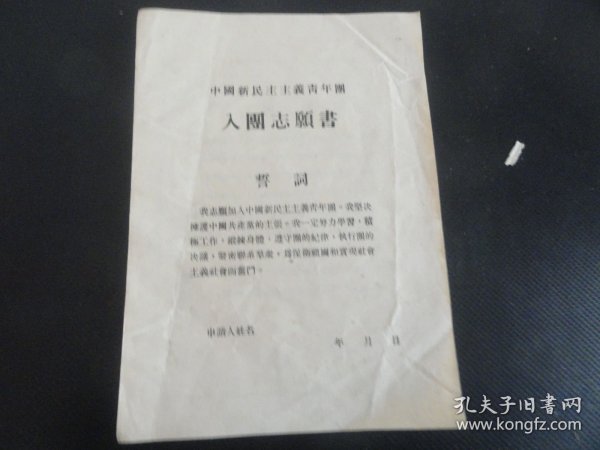 中國新民主主義青年團
入團志願書
誓詞
我志願加入中國新民主主義青年團。我堅決
擁護中國共產黨的主張。我一定努力學習，積
極工作，鍛鍊身體，遵守團的紀律，執行團的
決議，緊密聯系羣衆，爲保衛祖國和實現社會
主義社會而奮鬥。
申請人姓名
年 月 日
孔夫子旧書网
www.kongfz.com